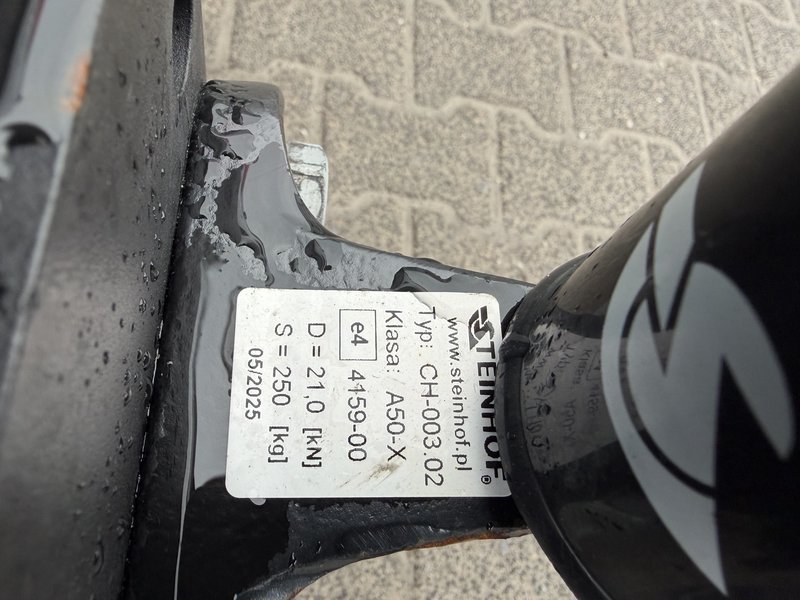 STEINHOF®
www.steinhof.pl
Typ: CH-003.02
Klasa: A50-X
e4 4159-00
D = 21,0 [kN]
S = 250 [kg]
05/2025